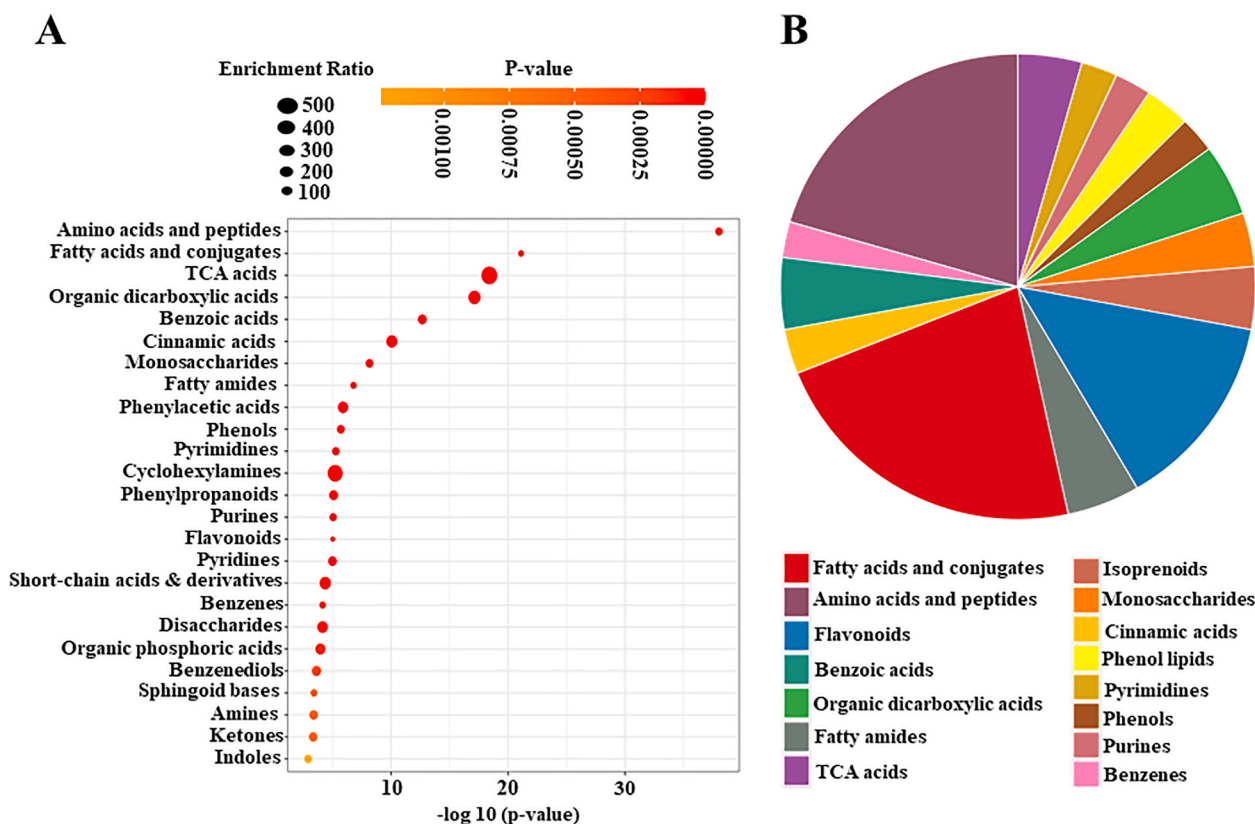 A
Enrichment Ratio
500
400
300
200
100
P-value
0.00100
0.00075
0.00050
0.00025
0.00000
Amino acids and peptides
Fatty acids and conjugates
TCA acids
Organic dicarboxylic acids
Benzoic acids
Cinnamic acids
Monosaccharides
Fatty amides
Phenylacetic acids
Phenols
Pyrimidines
Cyclohexylamines
Phenylpropanoids
Purines
Flavonoids
Pyridines
Short-chain acids & derivatives
Benzenes
Disaccharides
Organic phosphoric acids
Benzenediols
Sphingoid bases
Amines
Ketones
Indoles
10 20 30
-log 10 (p-value)
B
Fatty acids and conjugates
Amino acids and peptides
Flavonoids
Benzoic acids
Organic dicarboxylic acids
Fatty amides
TCA acids
Isoprenoids
Monosaccharides
Cinnamic acids
Phenol lipids
Pyrimidines
Phenols
Purines
Benzenes